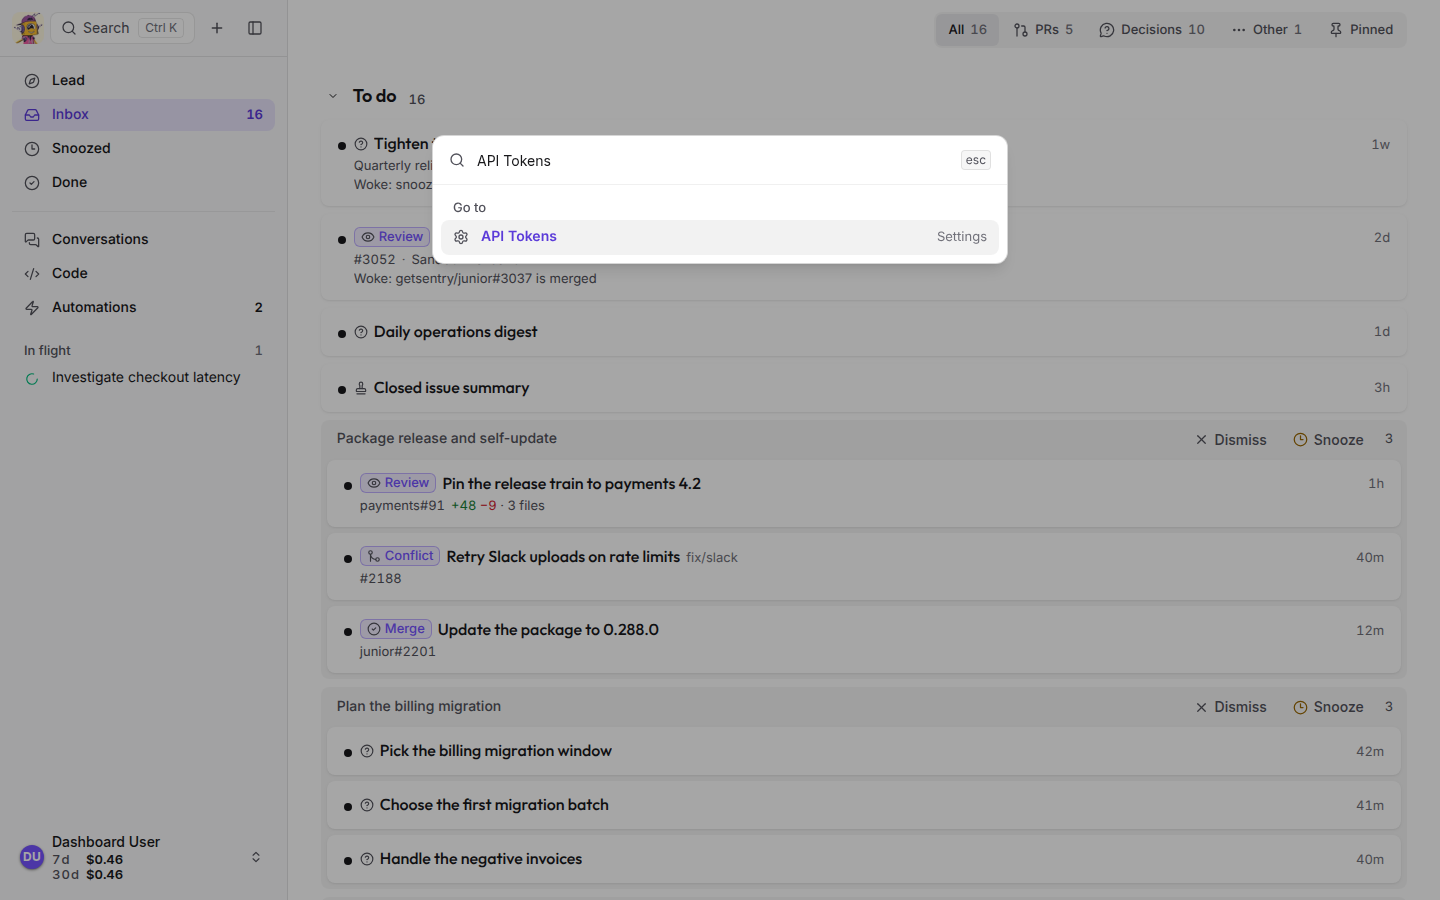 Search Ctrl K
Lead
Inbox 16
Snoozed
Done
Conversations
Code
Automations 2
In flight 1
Investigate checkout latency
Dashboard User
DU
7d $0.46
30d $0.46
All 16 PRs 5 Decisions 10 Other 1 Pinned
To do 16
Tighten 1w
Quarterly reli
Woke: snooz
API Tokens esc
Go to
API Tokens Settings
Review 2d
#3052 · San
Woke: getsentry/junior#3037 is merged
Daily operations digest 1d
Closed issue summary 3h
Package release and self-update Dismiss Snooze 3
Review Pin the release train to payments 4.2 1h
payments#91 +48 −9 · 3 files
Conflict Retry Slack uploads on rate limits fix/slack 40m
#2188
Merge Update the package to 0.288.0 12m
junior#2201
Plan the billing migration Dismiss Snooze 3
Pick the billing migration window 42m
Choose the first migration batch 41m
Handle the negative invoices 40m